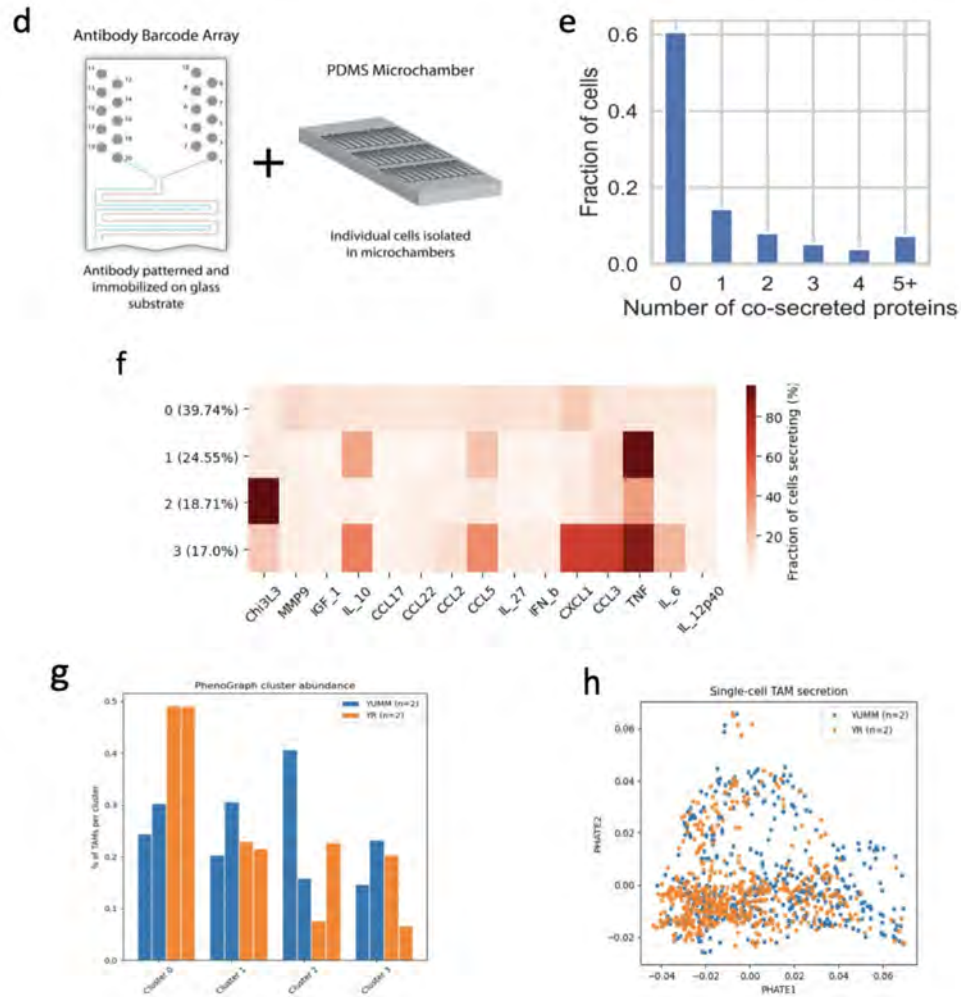 d
Antibody Barcode Array
Antibody patterned and
immobilized on glass
substrate
+
PDMS Microchamber
Individual cells isolated
in microchambers
e
Fraction of cells
0.6
0.4
0.2
0.0
0 1 2 3 4 5+
Number of co-secreted proteins
f
0 (39.74%)
1 (24.55%)
2 (18.71%)
3 (17.0%)
Chi3L3 MMP9 IGF_1 IL_10 CCL17 CCL22 CCL2 CCL5 IL_27 IFN_b CXCL1 CCL3 TNF IL_6 IL_12p40
80
60
40
20
Fraction of cells secreting (%)
g
PhenoGraph cluster abundance
YUMM (n=2)
YR (n=2)
% of TAMs per cluster
0.5
0.4
0.3
0.2
0.1
0.0
Cluster 0 Cluster 1 Cluster 2 Cluster 3
h
Single-cell TAM secretion
YUMM (n=2)
YR (n=2)
PHATE2
0.06
0.04
0.02
0.00
−0.02
−0.04 −0.02 0.00 0.02 0.04 0.06
PHATE1